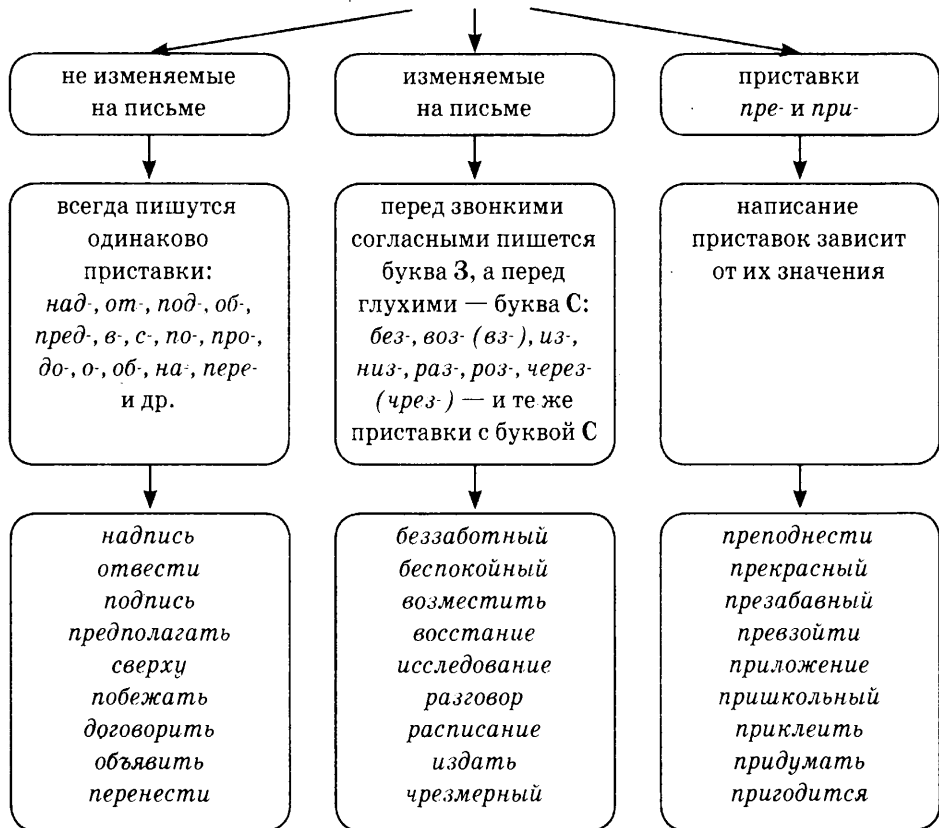 не изменяемые
на письме
изменяемые
на письме
приставки
пре- и при-
всегда пишутся
одинаково
приставки:
над-, от-, под-, об-,
пред-, в-, с-, по-, про-,
до-, о-, об-, на-, пере-
и др.
перед звонкими
согласными пишется
буква З, а перед
глухими — буква С:
без-, воз- (вз-), из-,
низ-, раз-, роз-, через-
(чрез-) — и те же
приставки с буквой С
написание
приставок зависит
от их значения
надпись
отвести
подпись
предполагать
сверху
побежать
договорить
объявить
перенести
беззаботный
беспокойный
возместить
восстание
исследование
разговор
расписание
издать
чрезмерный
преподнести
прекрасный
презабавный
превзойти
приложение
пришкольный
приклеить
придумать
пригодится